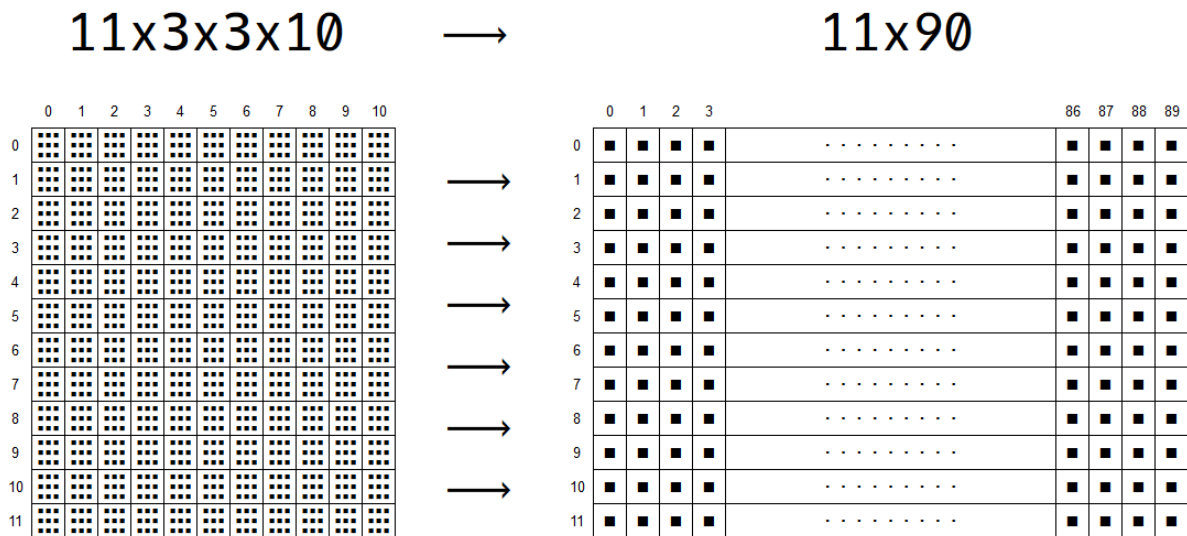 11x3x3x10 ⟶ 11x90
0 1 2 3 4 5 6 7 8 9 10
0 1 2 3 86 87 88 89
0 0 . . . . . . . . .
1 1 . . . . . . . . .
2 2 . . . . . . . . .
3 3 . . . . . . . . .
4 4 . . . . . . . . .
5 5 . . . . . . . . .
6 6 . . . . . . . . .
7 7 . . . . . . . . .
8 8 . . . . . . . . .
9 9 . . . . . . . . .
10 10 . . . . . . . . .
11 11 . . . . . . . . .